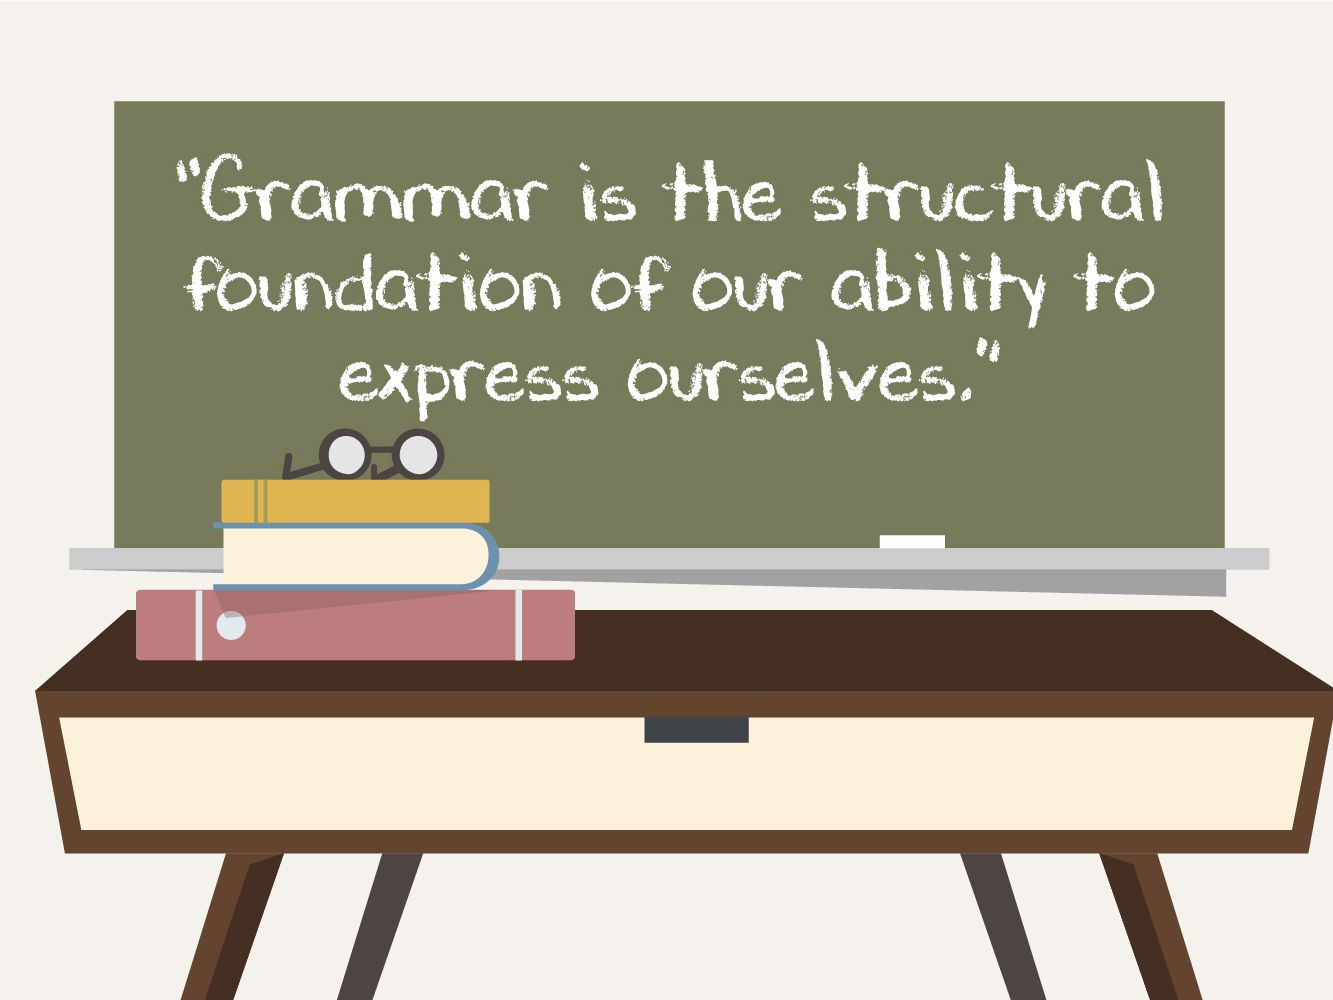 "Grammar is the structural
foundation of our ability to
express ourselves."